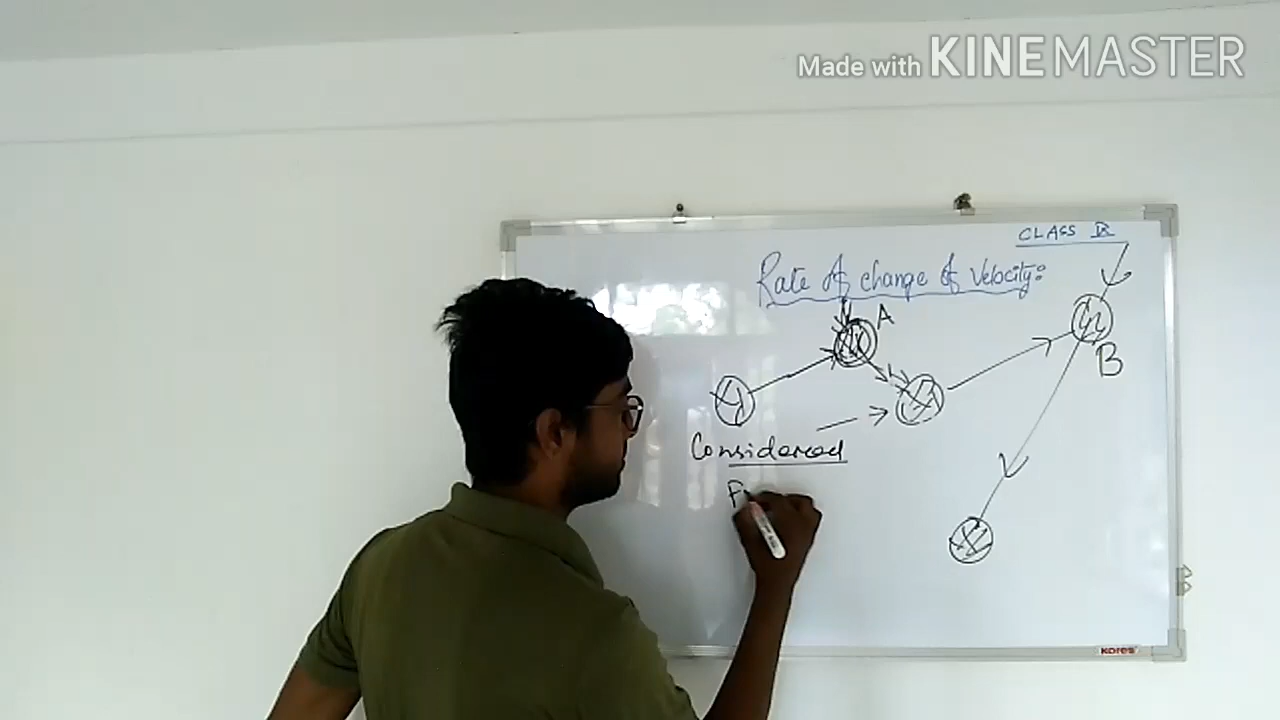 Made with KINEMASTER
CLASS IX
Rate of change of Velocity:
A
B
Considered
F
kores